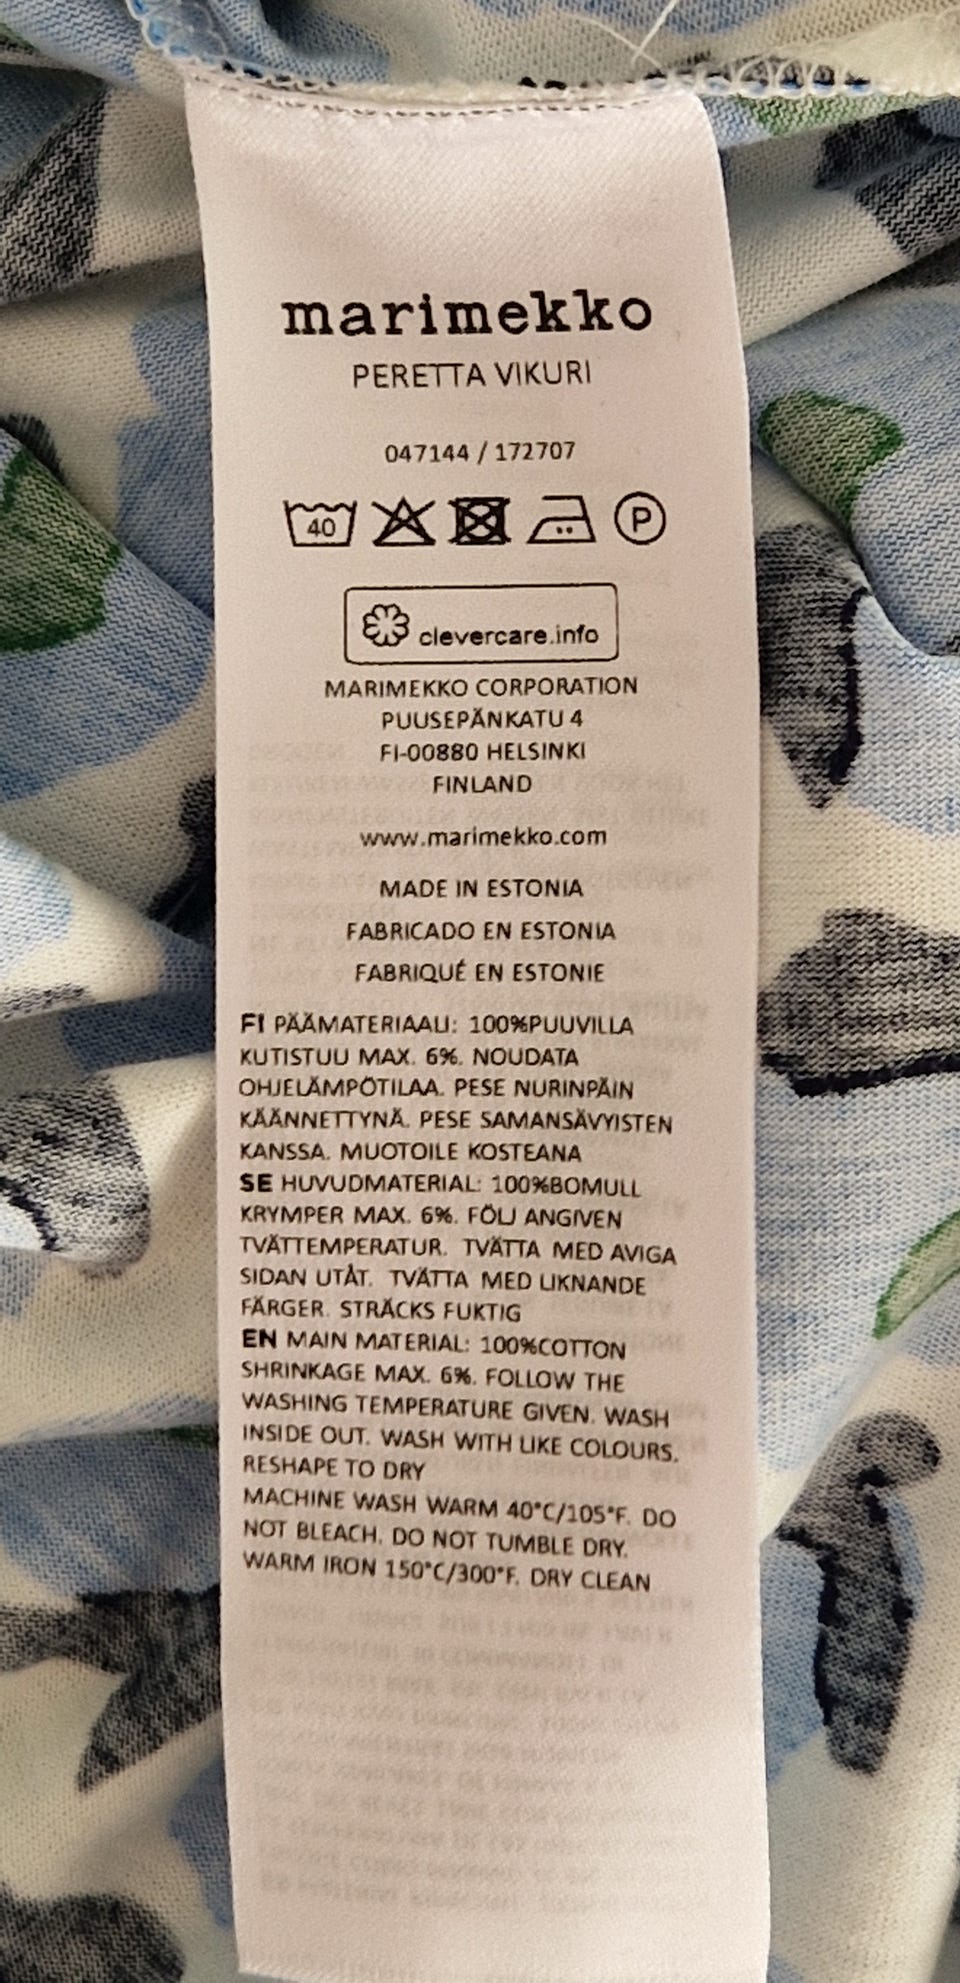 marimekko
PERETTA VIKURI
047144 / 172707
40 P
clevercare.info
MARIMEKKO CORPORATION
PUUSEPÄNKATU 4
FI-00880 HELSINKI
FINLAND
www.marimekko.com
MADE IN ESTONIA
FABRICADO EN ESTONIA
FABRIQUÉ EN ESTONIE
FI PÄÄMATERIAALI: 100%PUUVILLA
KUTISTUU MAX. 6%. NOUDATA
OHJELÄMPÖTILAA. PESE NURINPÄIN
KÄÄNNETTYNÄ. PESE SAMANSÄVYISTEN
KANSSA. MUOTOILE KOSTEANA
SE HUVUDMATERIAL: 100%BOMULL
KRYMPER MAX. 6%. FÖLJ ANGIVEN
TVÄTTEMPERATUR. TVÄTTA MED AVIGA
SIDAN UTÅT. TVÄTTA MED LIKNANDE
FÄRGER. STRÄCKS FUKTIG
EN MAIN MATERIAL: 100%COTTON
SHRINKAGE MAX. 6%. FOLLOW THE
WASHING TEMPERATURE GIVEN. WASH
INSIDE OUT. WASH WITH LIKE COLOURS.
RESHAPE TO DRY
MACHINE WASH WARM 40°C/105°F. DO
NOT BLEACH. DO NOT TUMBLE DRY.
WARM IRON 150°C/300°F. DRY CLEAN